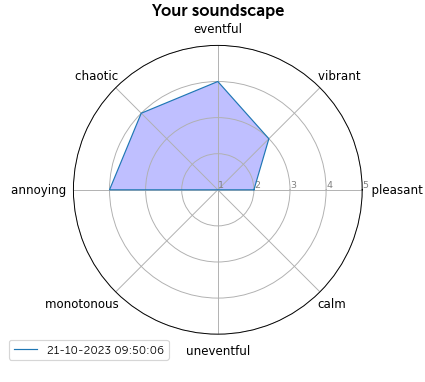 Your soundscape
eventful
chaotic
vibrant
annoying
1
2
3
4
5
pleasant
monotonous
calm
uneventful
21-10-2023 09:50:06